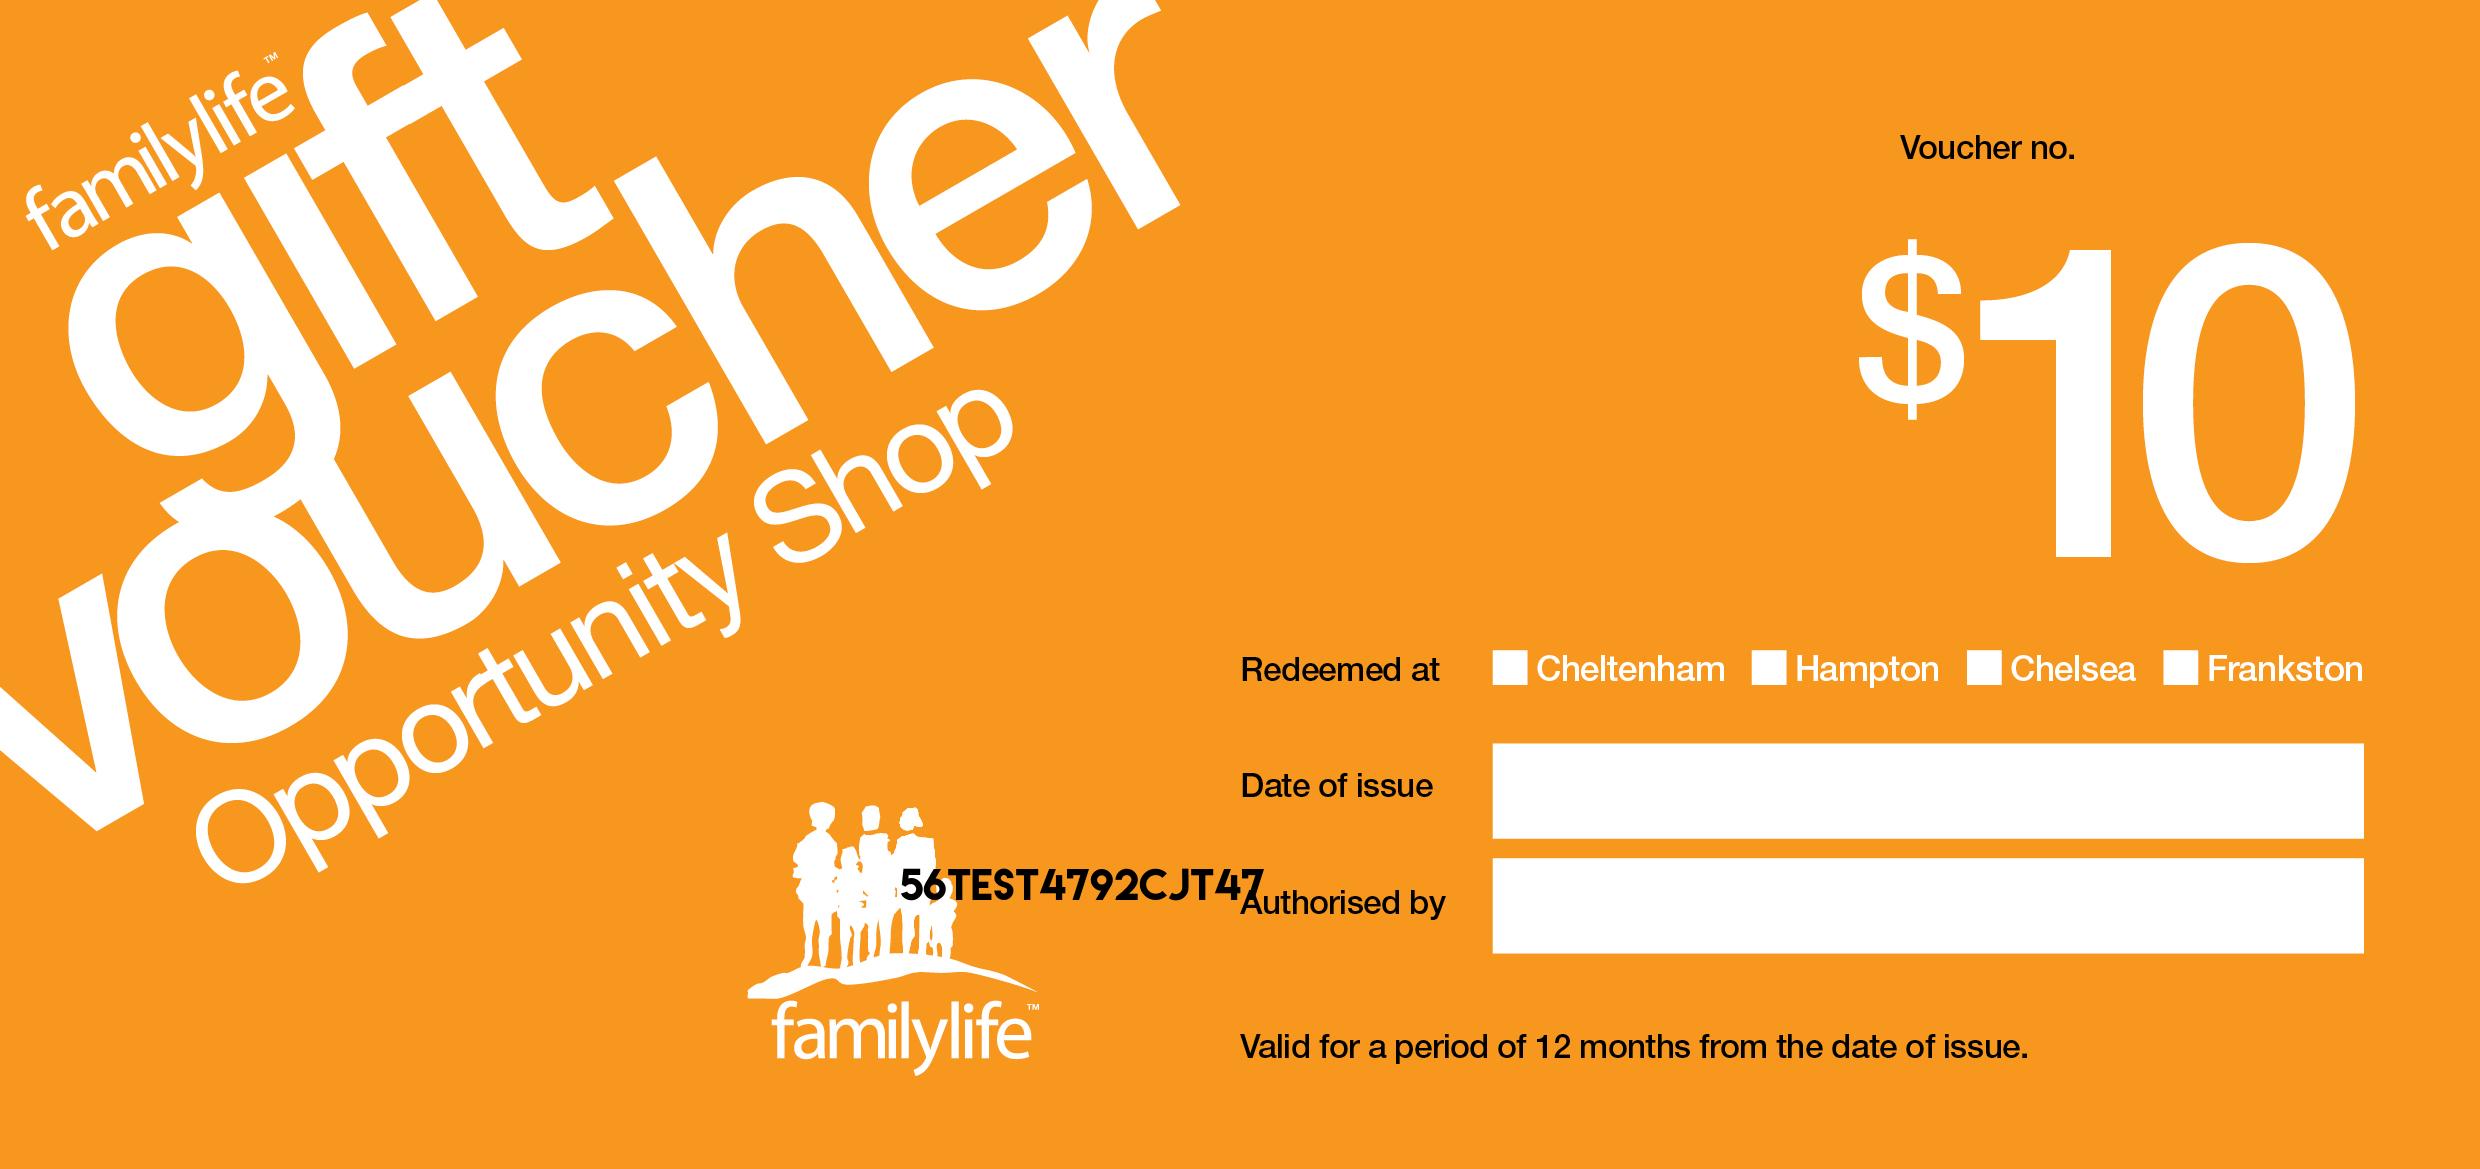 familylife™
gift
voucher
Opportunity Shop
Voucher no.
$10
Redeemed at Cheltenham Hampton Chelsea Frankston
Date of issue
56TEST4792CJT47
Authorised by
familylife™
Valid for a period of 12 months from the date of issue.